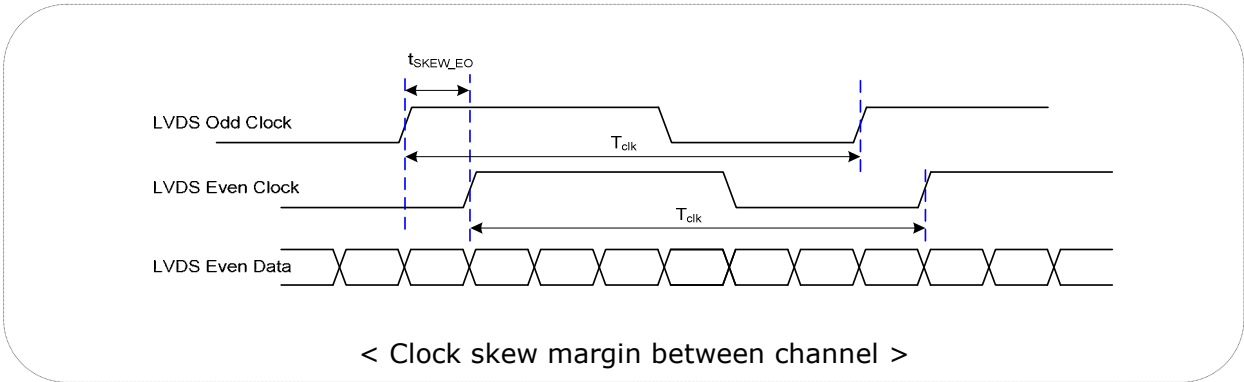 tSKEW_EO
LVDS Odd Clock
Tclk
LVDS Even Clock
Tclk
LVDS Even Data
< Clock skew margin between channel >